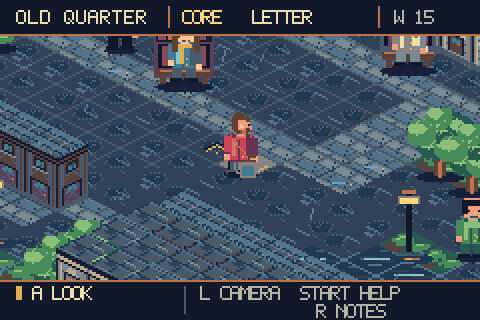 OLD QUARTER CORE LETTER W 15
A LOOK L CAMERA START HELP
R NOTES